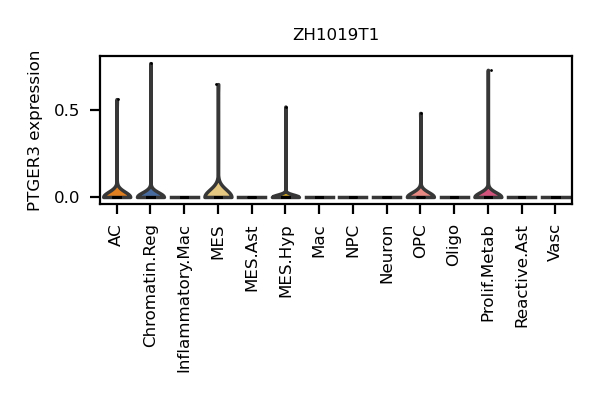 ZH1019T1
PTGER3 expression
0.5
0.0
AC
Chromatin.Reg
Inflammatory.Mac
MES
MES.Ast
MES.Hyp
Mac
NPC
Neuron
OPC
Oligo
Prolif.Metab
Reactive.Ast
Vasc